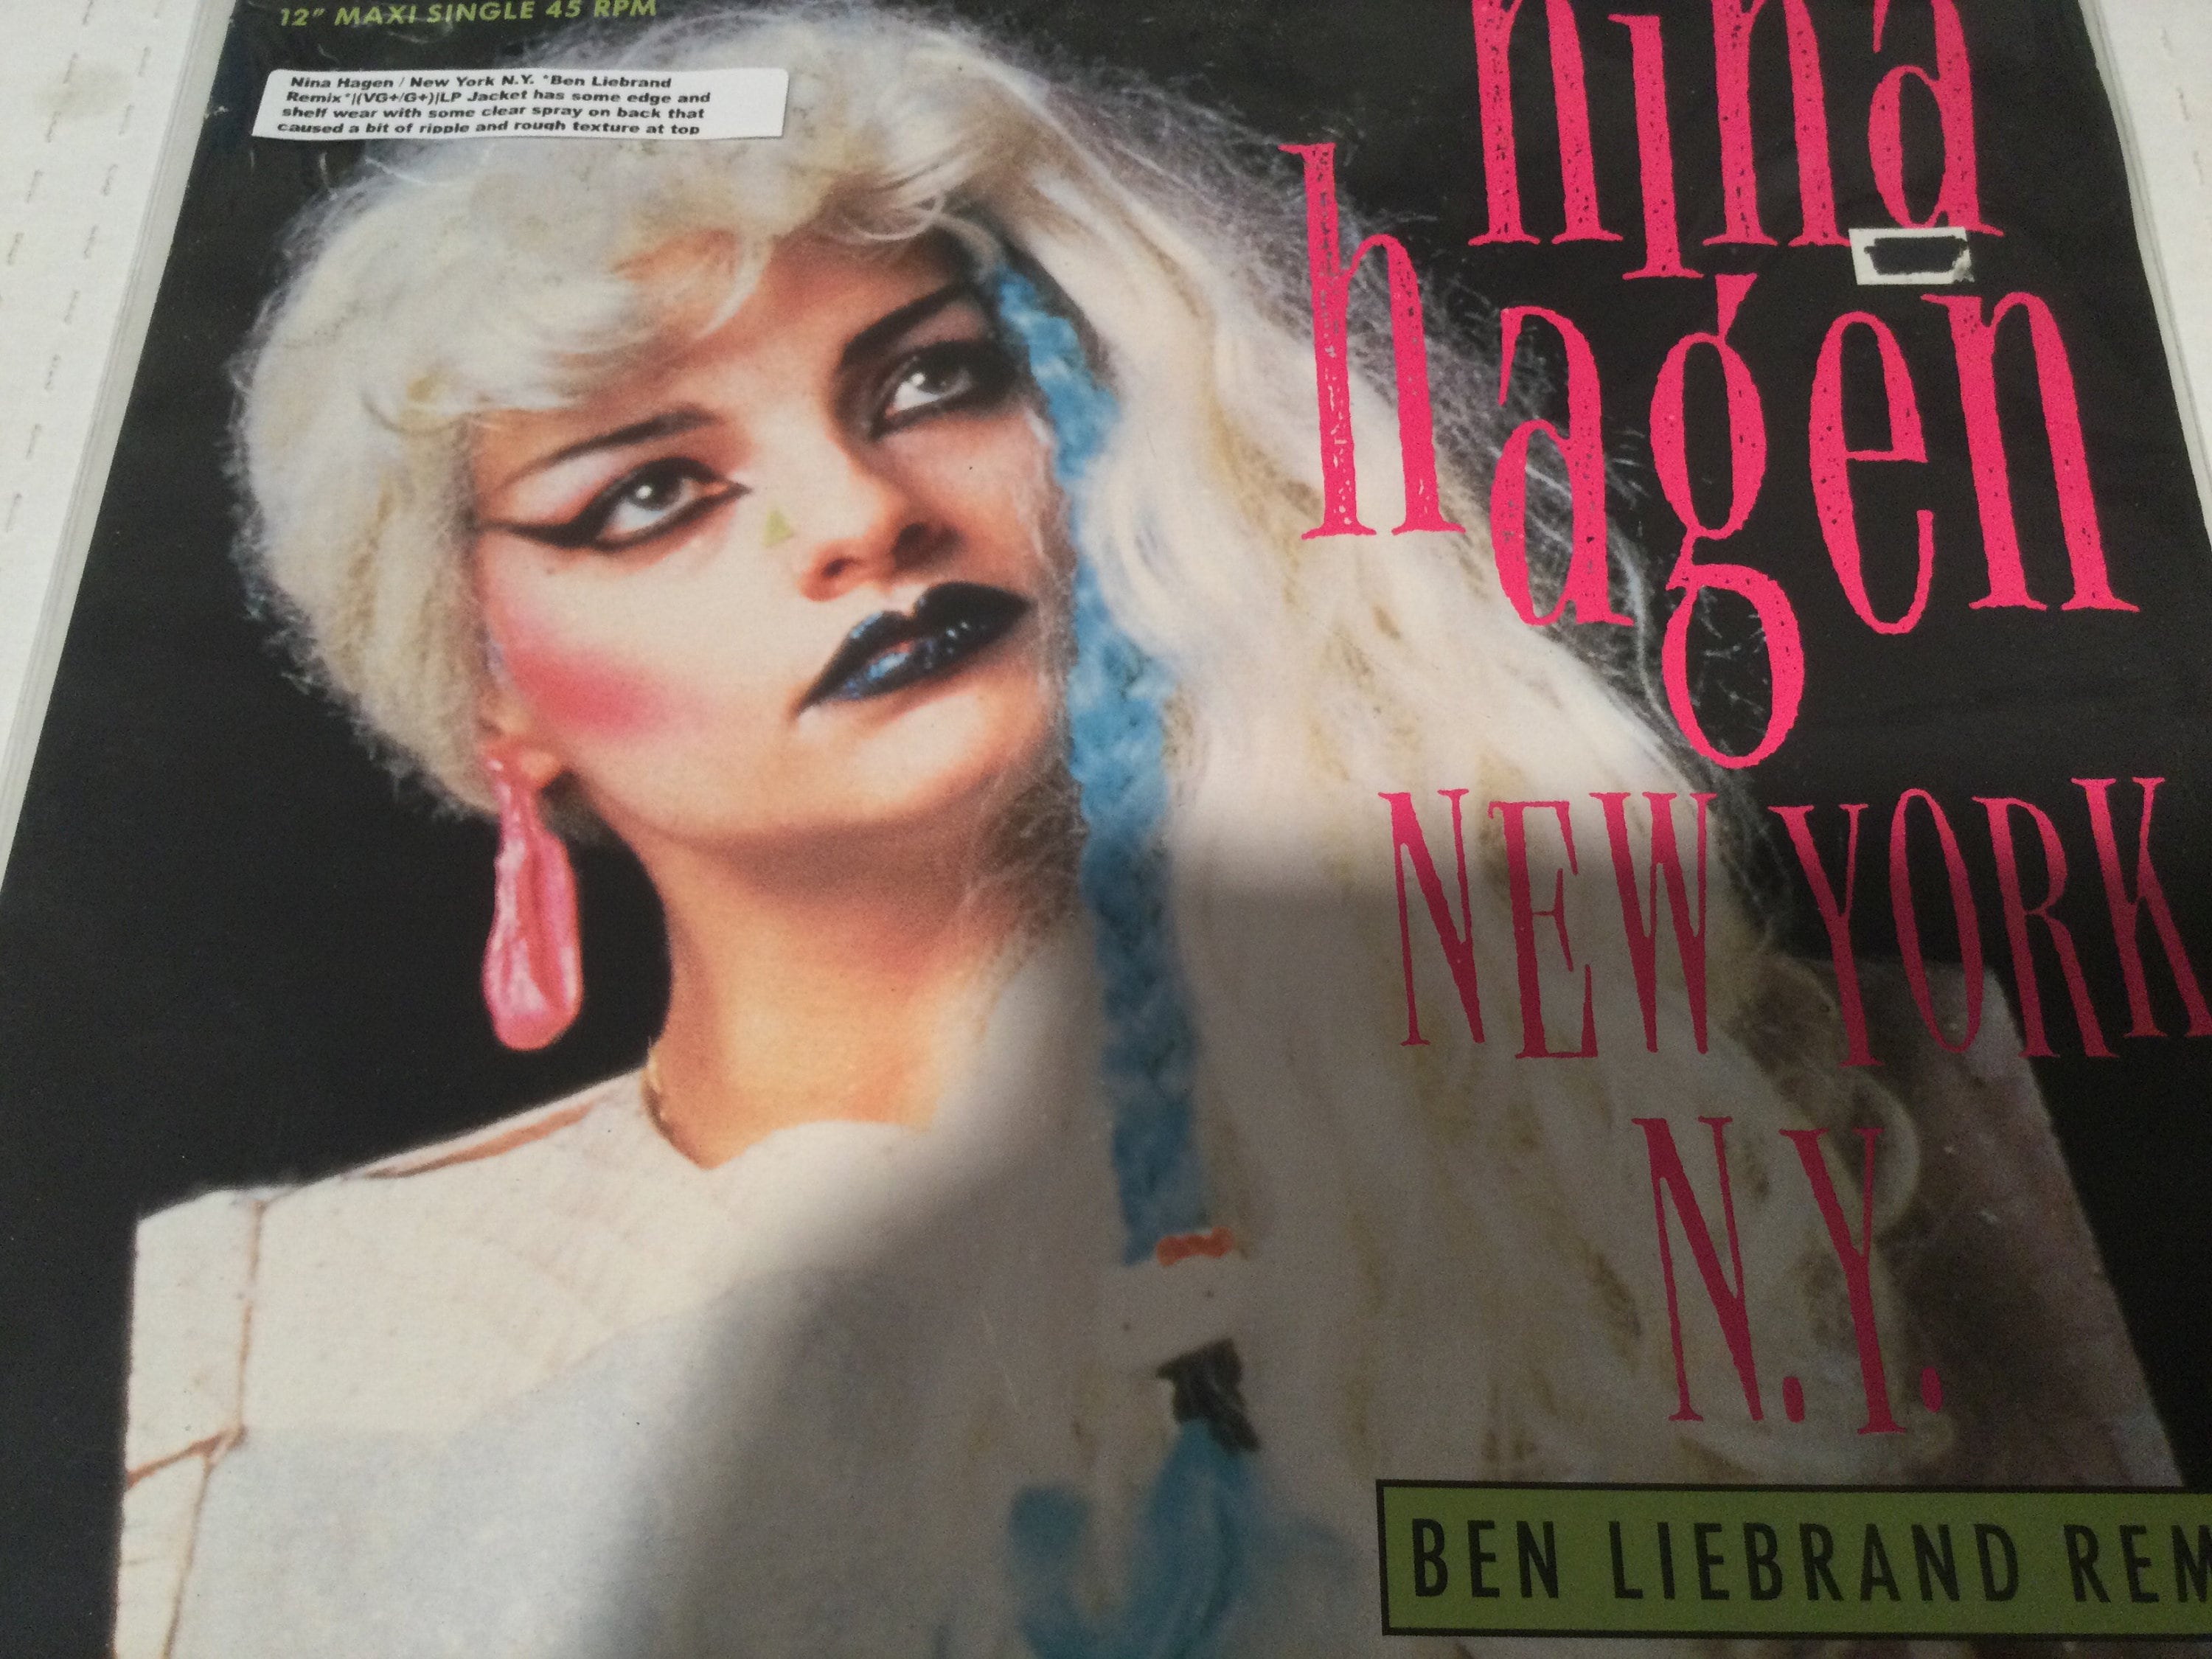 12" MAXI SINGLE 45 RPM
Nina Hagen / New York N.Y. *Ben Liebrand
Remix*|(VG+/G+)|LP Jacket has some edge and
shelf wear with some clear spray on back that
caused a bit of ripple and rough texture at top
nina
hagen
NEW YORK
N.Y.
BEN LIEBRAND REM